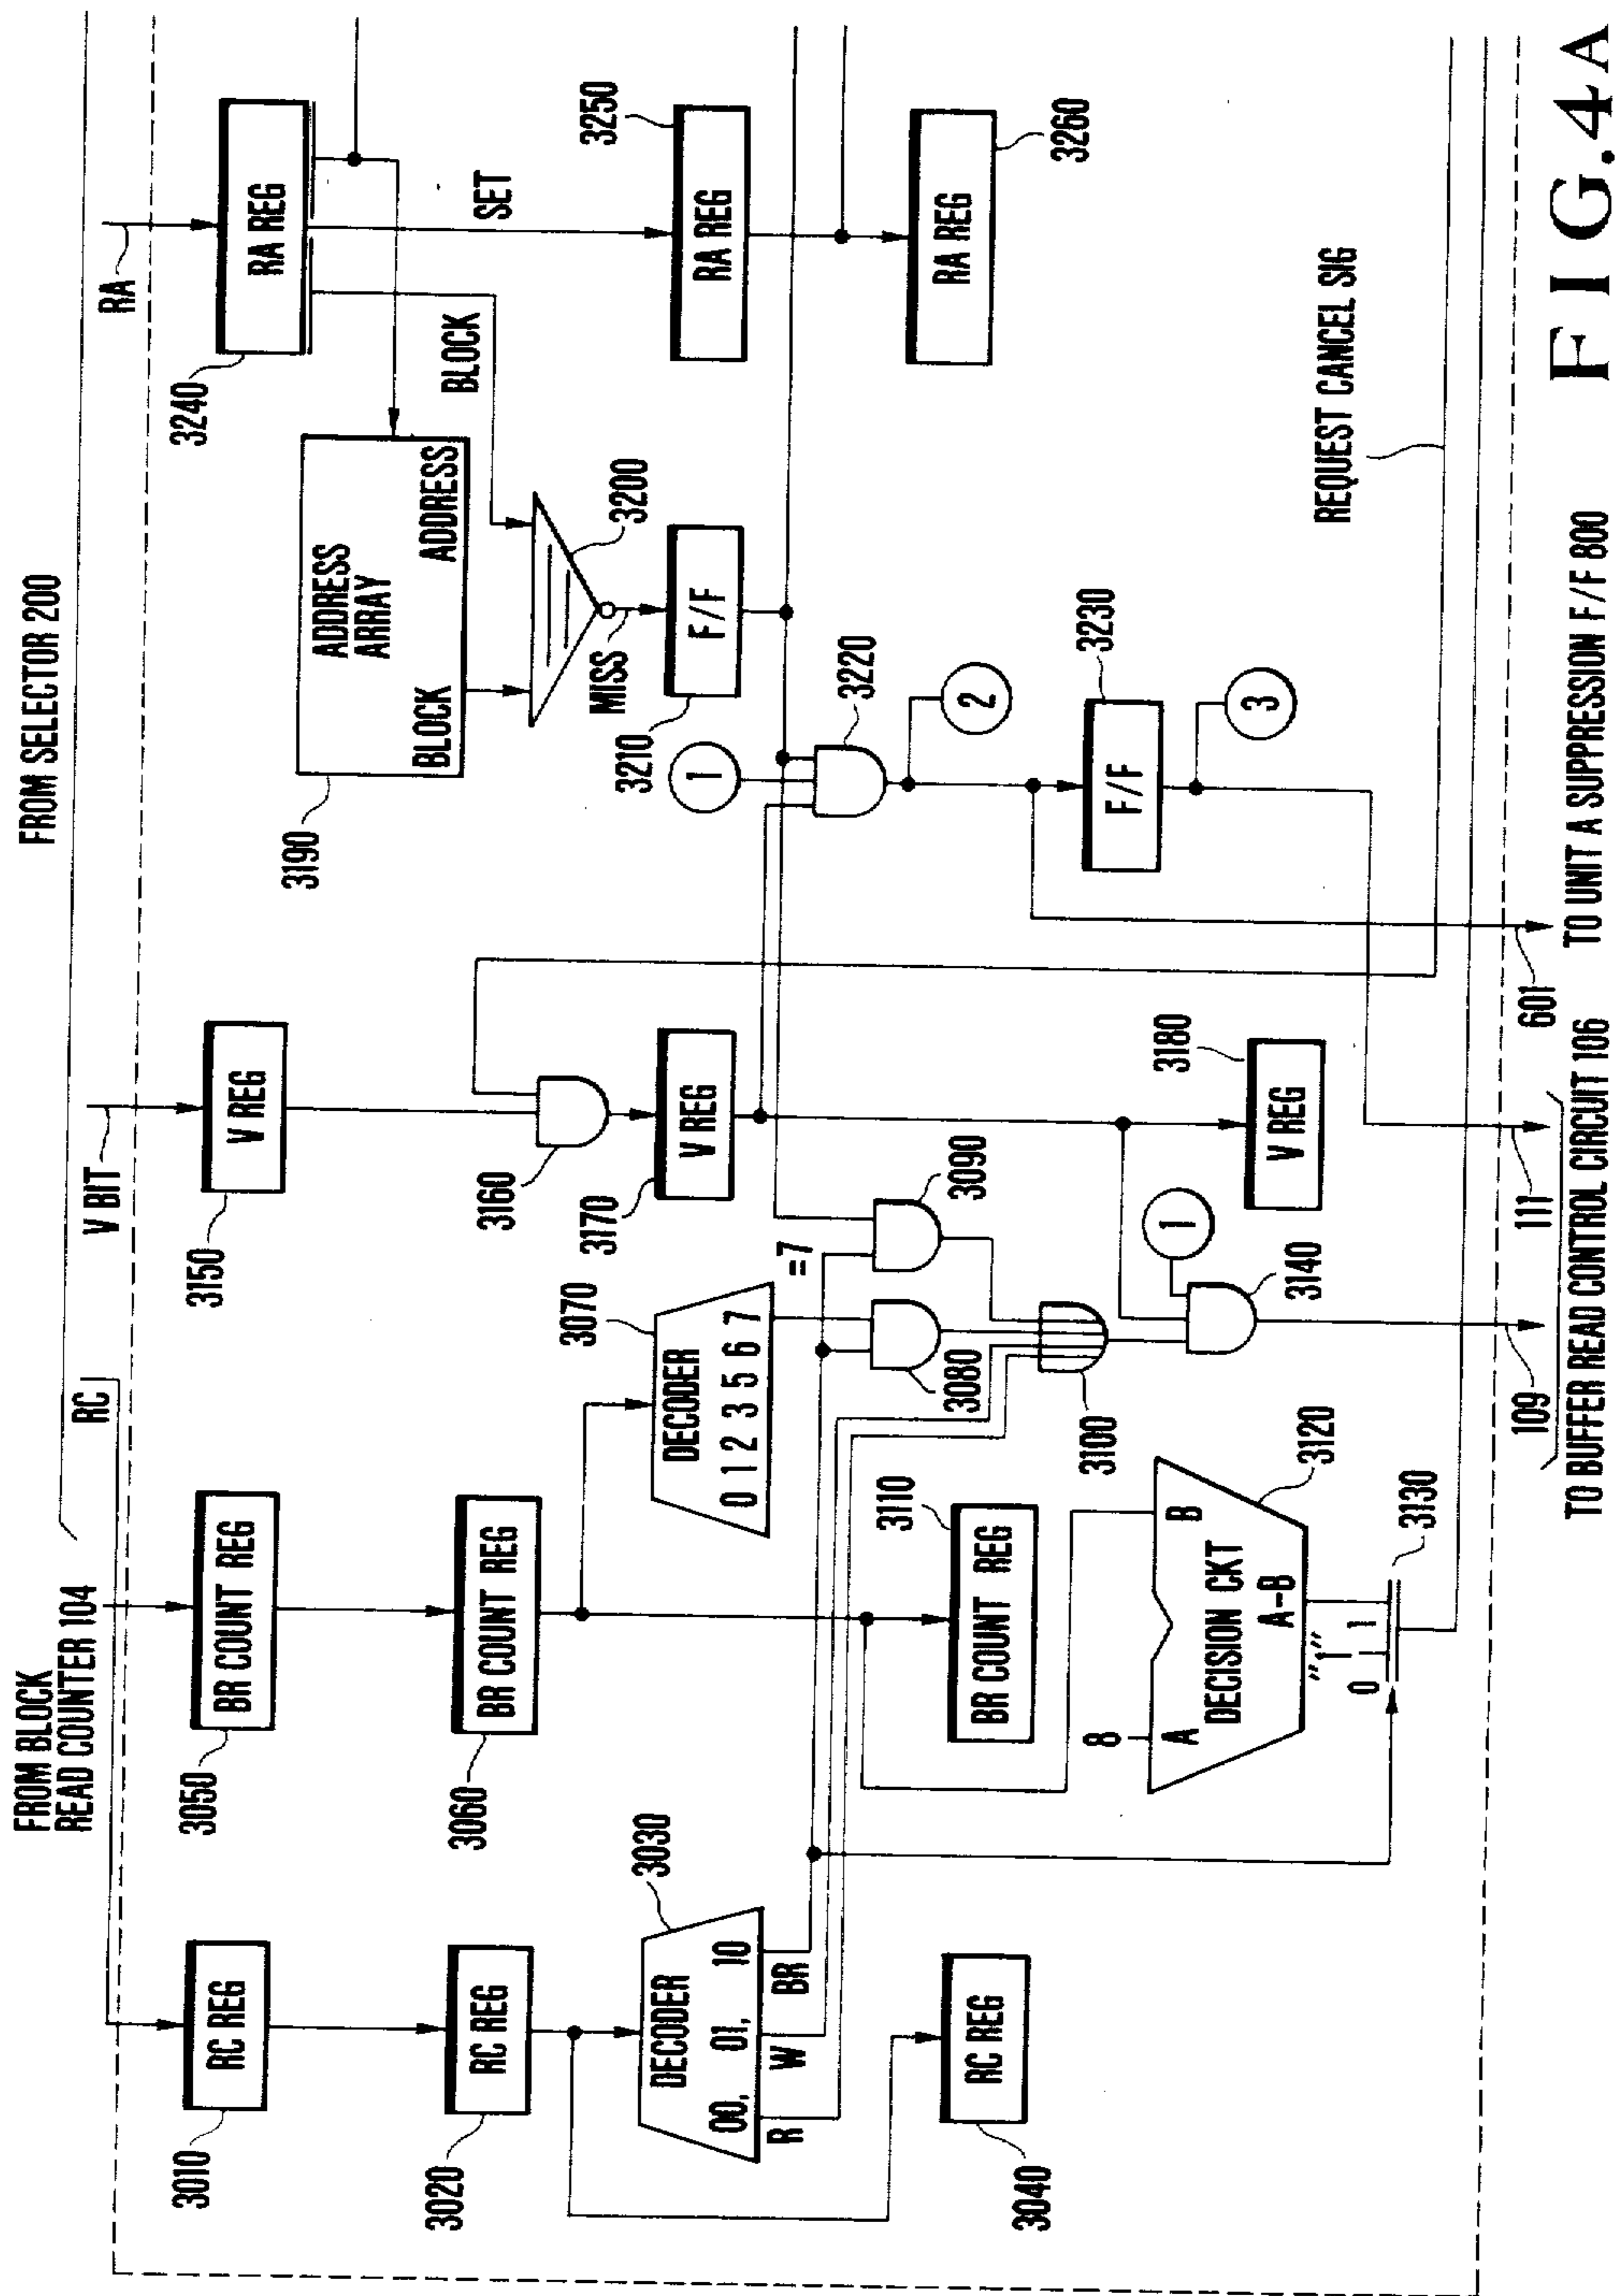 FROM BLOCK
READ COUNTER 104
FROM SELECTOR 200
RC
V BIT
RA
3010
RC REG
3050
BR COUNT REG
3150
V REG
3190
ADDRESS
ARRAY
BLOCK
ADDRESS
3240
RA REG
3020
RC REG
3060
BR COUNT REG
3160
BLOCK
SET
3200
MISS
3030
DECODER
00, 01, 10
R
W
BR
3070
DECODER
0 1 2 3 5 6 7
=7
3170
V REG
3210
F/F
3250
RA REG
1
3080
3090
3220
2
3260
RA REG
3040
RC REG
3110
BR COUNT REG
3100
3180
V REG
3230
F/F
3
8
A
B
DECISION CKT
A-B
3120
1
3140
"1"
0
1
3130
REQUEST CANCEL SIG
109
111
601
TO BUFFER READ CONTROL CIRCUIT 106
TO UNIT A SUPPRESSION F/F 800
FIG.4A